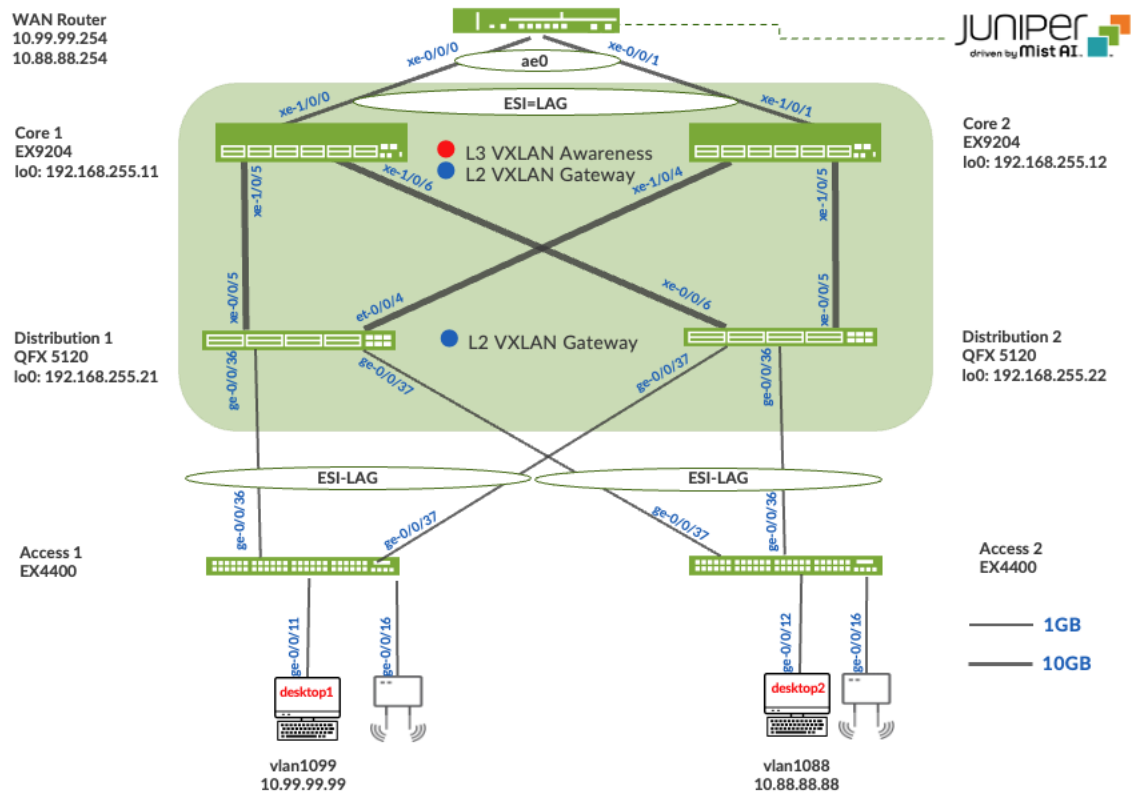 WAN Router
10.99.99.254
10.88.88.254
JUNIPer
driven by Mist AI
xe-0/0/0
xe-0/0/1
ae0
ESI=LAG
xe-1/0/0
xe-1/0/1
Core 1
EX9204
lo0: 192.168.255.11
Core 2
EX9204
lo0: 192.168.255.12
L3 VXLAN Awareness
L2 VXLAN Gateway
xe-1/0/5
xe-1/0/6
xe-1/0/4
xe-1/0/5
xe-0/0/5
et-0/0/4
xe-0/0/6
xe-0/0/5
Distribution 1
QFX 5120
lo0: 192.168.255.21
L2 VXLAN Gateway
Distribution 2
QFX 5120
lo0: 192.168.255.22
ge-0/0/36
ge-0/0/37
ge-0/0/37
ge-0/0/36
ESI-LAG
ESI-LAG
ge-0/0/36
ge-0/0/37
ge-0/0/37
ge-0/0/36
Access 1
EX4400
Access 2
EX4400
ge-0/0/11
ge-0/0/16
ge-0/0/12
ge-0/0/16
1GB
10GB
desktop1
desktop2
vlan1099
10.99.99.99
vlan1088
10.88.88.88